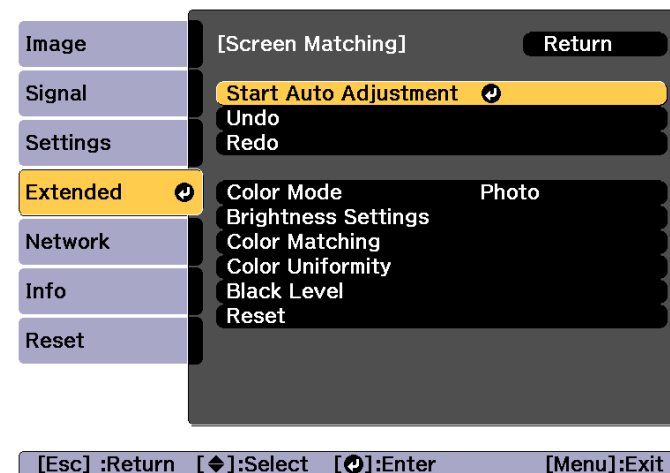 Image
Signal
Settings
Extended
Network
Info
Reset
[Screen Matching] Return
Start Auto Adjustment
Undo
Redo
Color Mode Photo
Brightness Settings
Color Matching
Color Uniformity
Black Level
Reset
[Esc] :Return [◆]:Select [↵]:Enter [Menu]:Exit